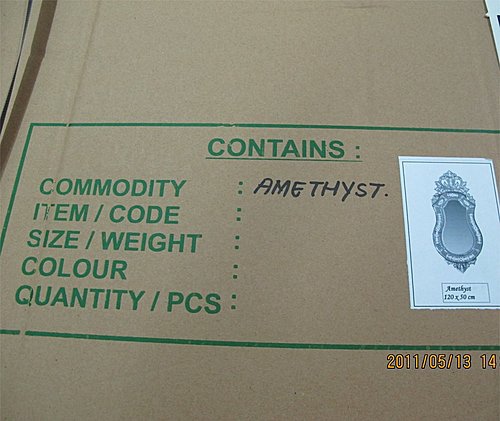 CONTAINS :
COMMODITY : AMETHYST.
ITEM / CODE :
SIZE / WEIGHT :
COLOUR :
QUANTITY / PCS :
Amethyst
120 x 50 cm
2011/05/13 14